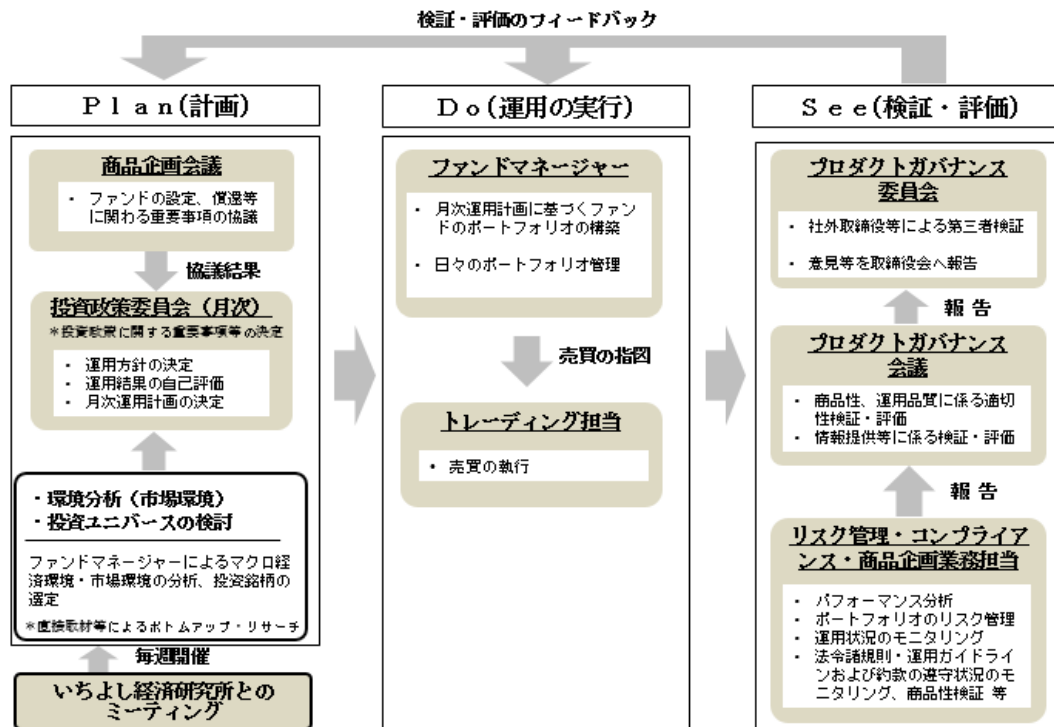 検証・評価のフィードバック
Ｐｌａｎ(計画)
商品企画会議
・ ファンドの設定、償還等
に関わる重要事項の協議
協議結果
投資政策委員会（月次）
＊投資政策に関する重要事項等の決定
・ 運用方針の決定
・ 運用結果の自己評価
・ 月次運用計画の決定
・環境分析（市場環境）
・投資ユニバースの検討
ファンドマネージャーによるマクロ経
済環境・市場環境の分析、投資銘柄の
選定
＊直接取材等によるボトムアップ・リサーチ
毎週開催
いちよし経済研究所との
ミーティング
Ｄｏ(運用の実行)
ファンドマネージャー
・ 月次運用計画に基づくファン
ドのポートフォリオの構築
・ 日々のポートフォリオ管理
売買の指図
トレーディング担当
・ 売買の執行
Ｓｅｅ(検証・評価)
プロダクトガバナンス
委員会
・ 社外取締役等による第三者検証
・ 意見等を取締役会へ報告
報 告
プロダクトガバナンス
会議
・ 商品性、運用品質に係る適切
性検証・評価
・ 情報提供等に係る検証・評価
報 告
リスク管理・コンプライア
ンス・商品企画業務担当
・ パフォーマンス分析
・ ポートフォリオのリスク管理
・ 運用状況のモニタリング
・ 法令諸規則・運用ガイドライ
ンおよび約款の遵守状況のモ
ニタリング、商品性検証 等